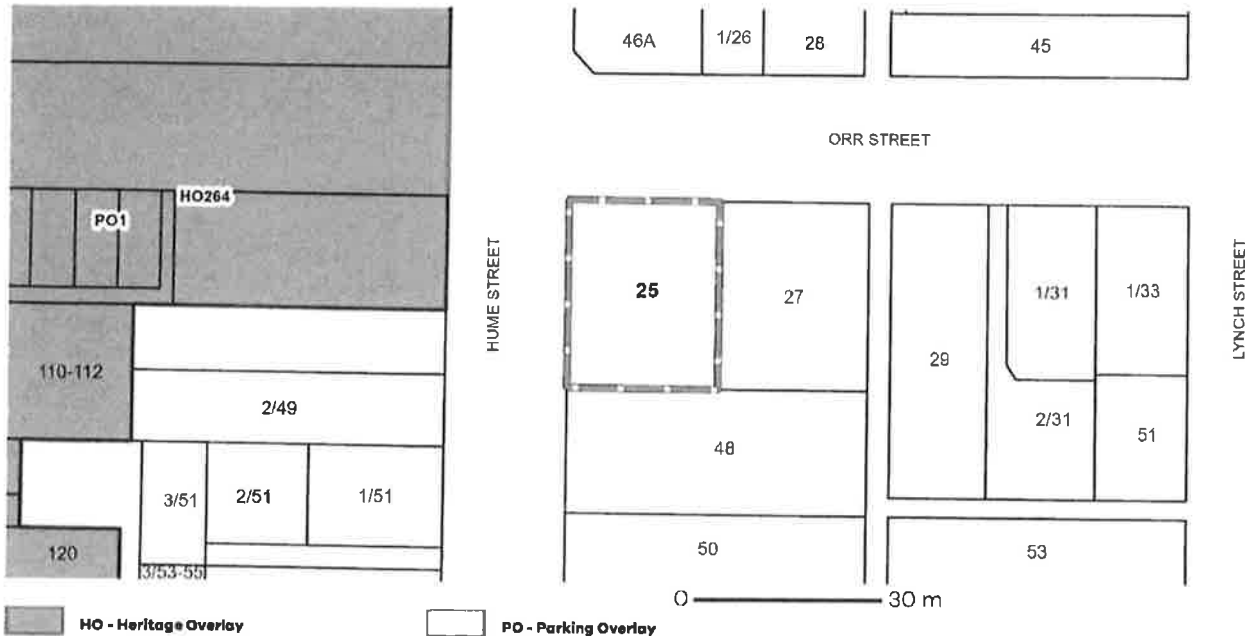 46A
1/26
28
45
ORR STREET
HO264
PO1
HUME STREET
25
27
29
1/31
1/33
LYNCH STREET
110-112
2/49
48
2/31
51
3/51
2/51
1/51
120
3/53-55
50
53
0 30 m
HO - Heritage Overlay
PO - Parking Overlay